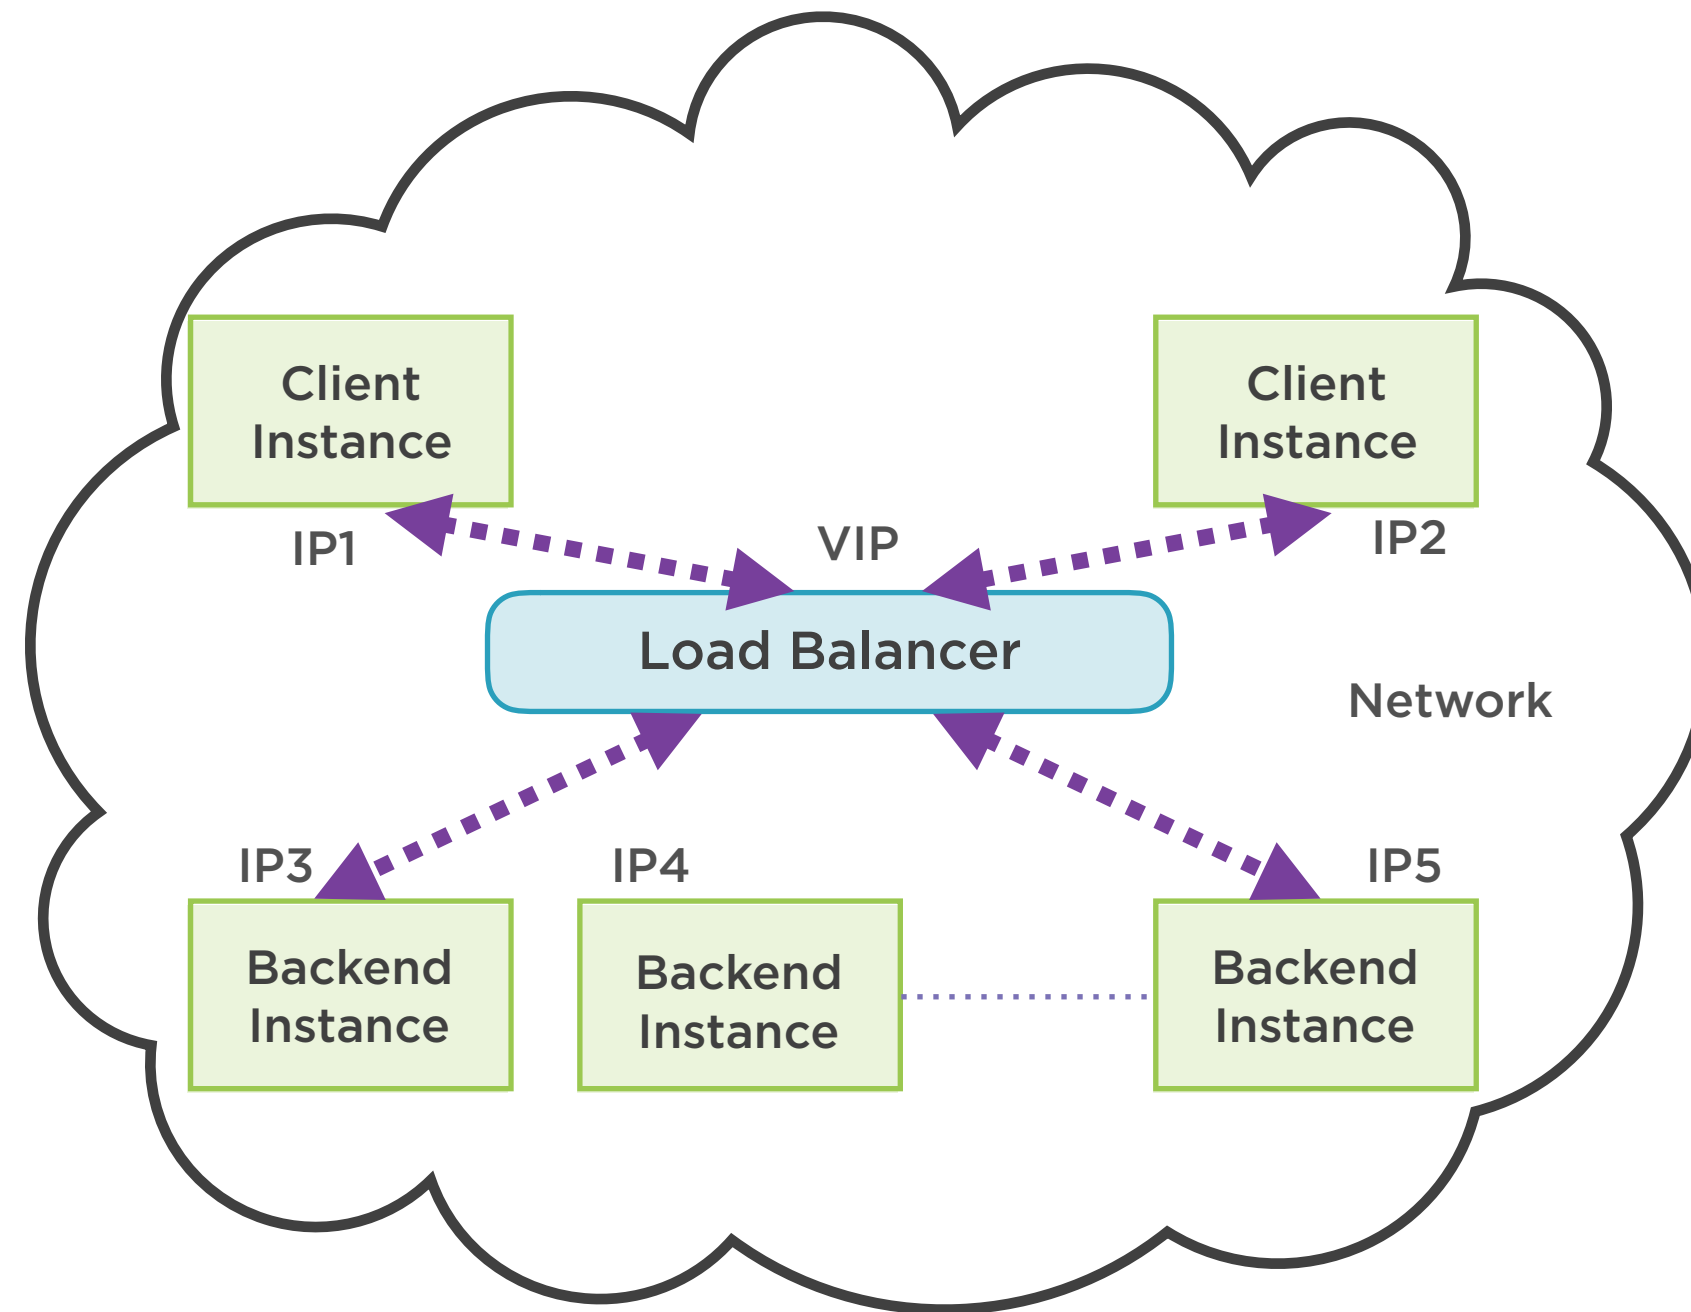 Client
Instance
Client
Instance
IP1
VIP
IP2
Load Balancer
Network
IP3
IP4
IP5
Backend
Instance
Backend
Instance
Backend
Instance